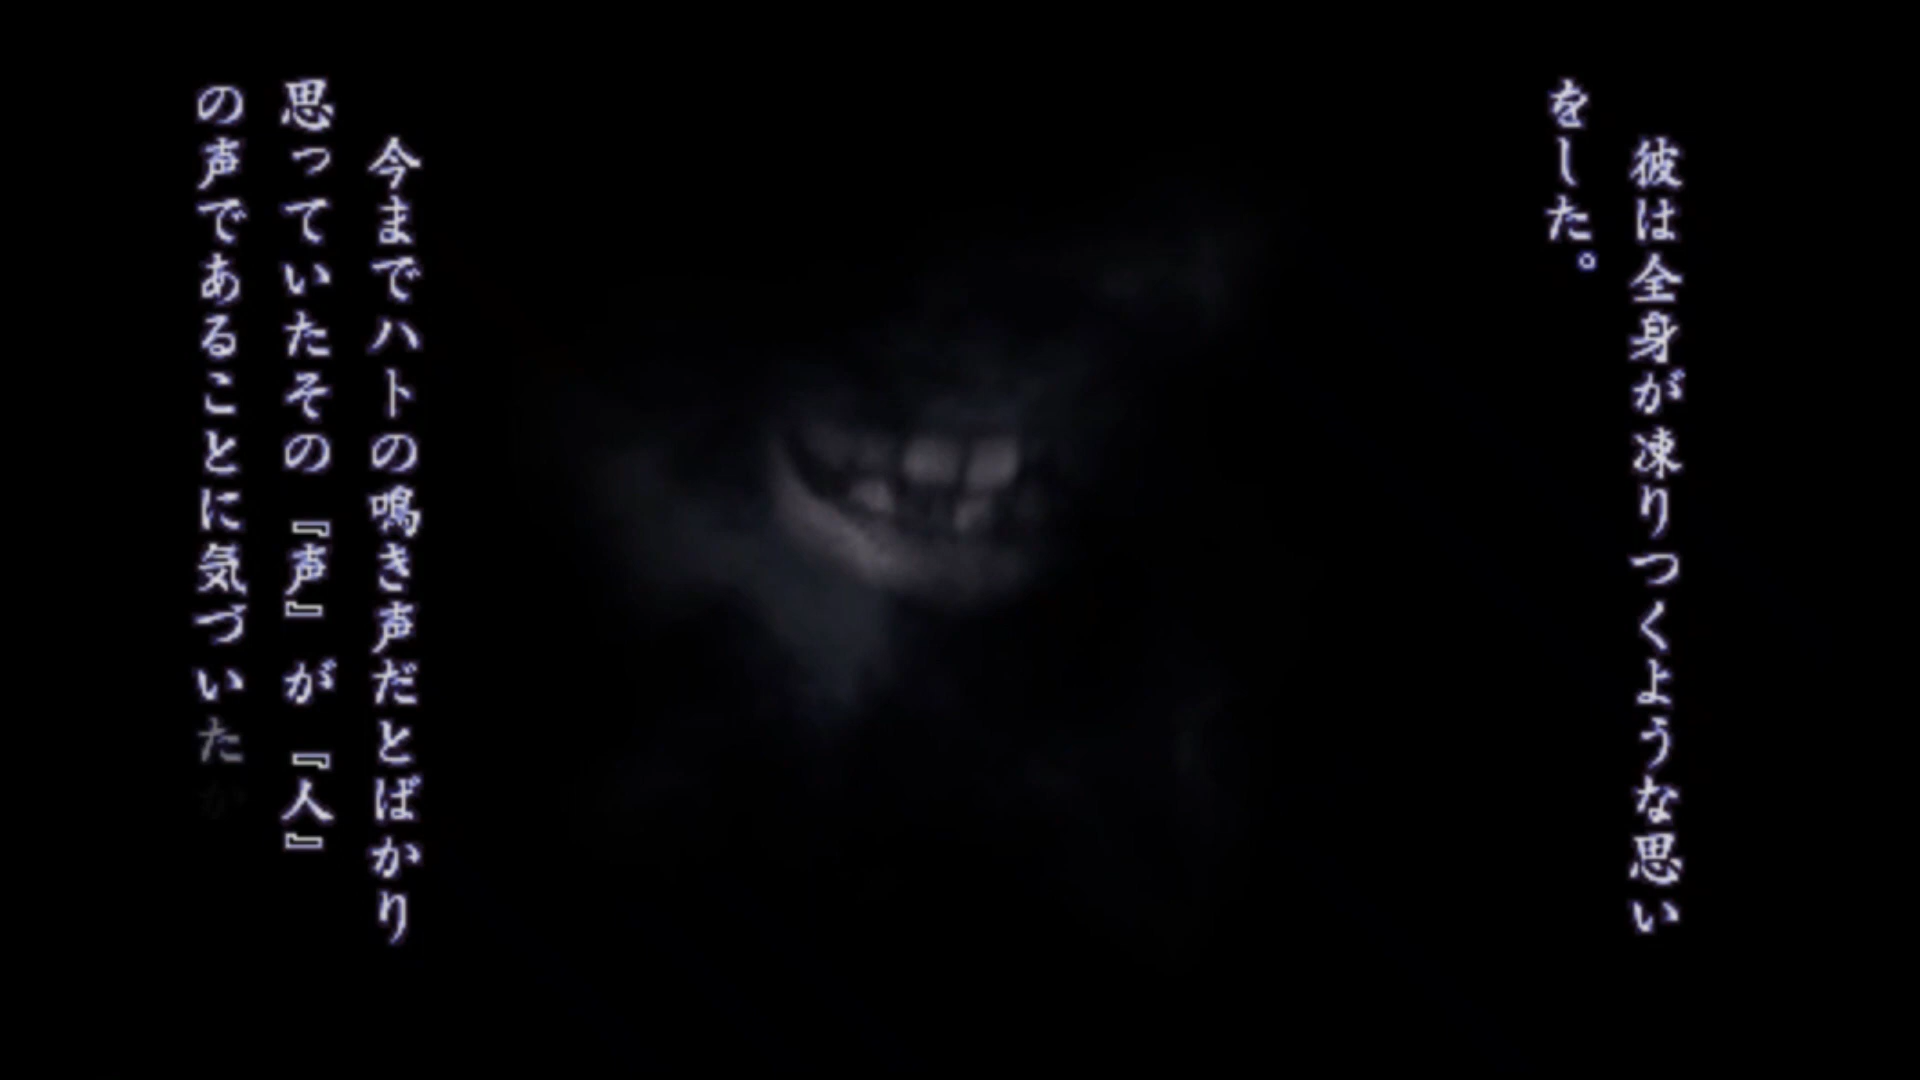 彼は全身が凍りつくような思い
をした。
今までハトの鳴き声だとばかり
思っていたその『声』が『人』
の声であることに気づいたか